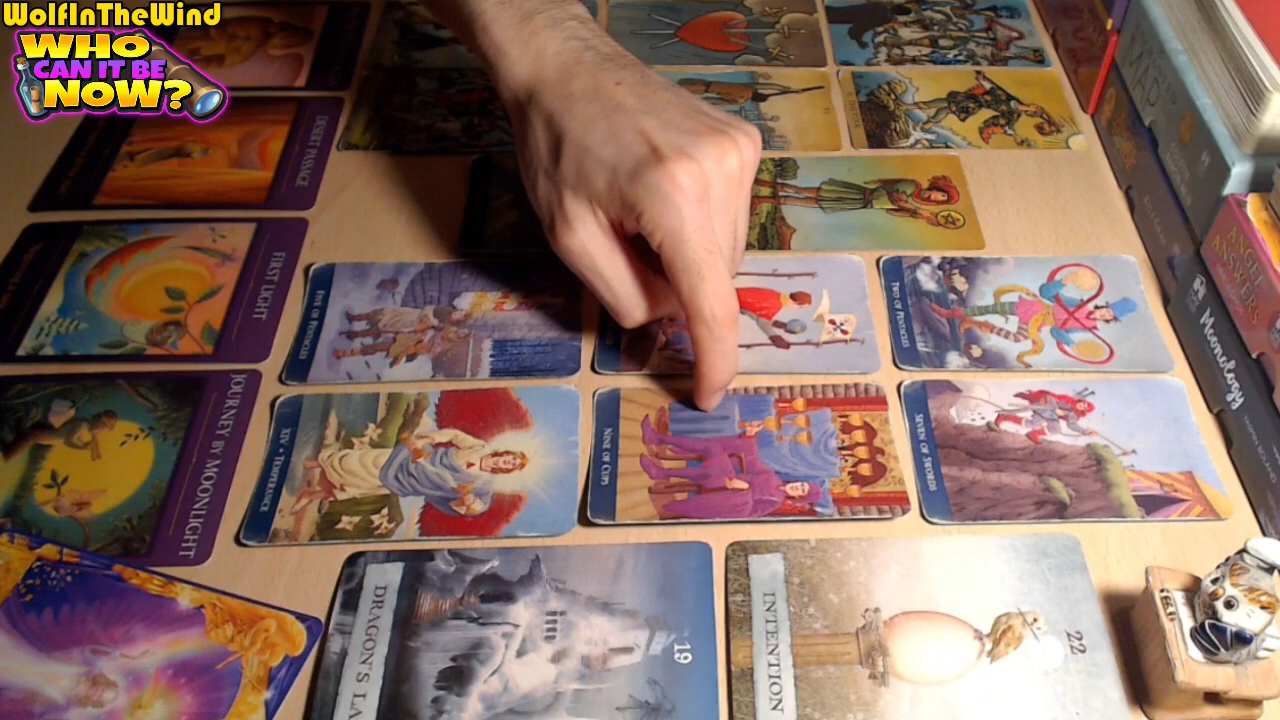 WolfInTheWind
WHO
CAN IT BE
NOW?
DESERT PASSAGE
FIRST LIGHT
JOURNEY BY MOONLIGHT
FIVE OF PENTACLES
TWO OF PENTACLES
XIV • TEMPERANCE
NINE OF CUPS
SEVEN OF SWORDS
DRAGON'S LA
19
INTENTION
22
MAP
ANGEL
ANSWERS
Moonology